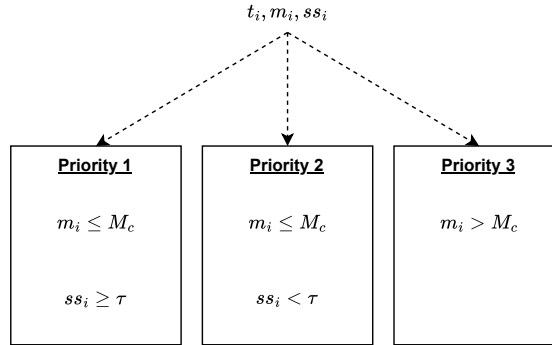 t_i, m_i, ss_i
Priority 1
m_i ≤ M_c
ss_i ≥ τ
Priority 2
m_i ≤ M_c
ss_i < τ
Priority 3
m_i > M_c